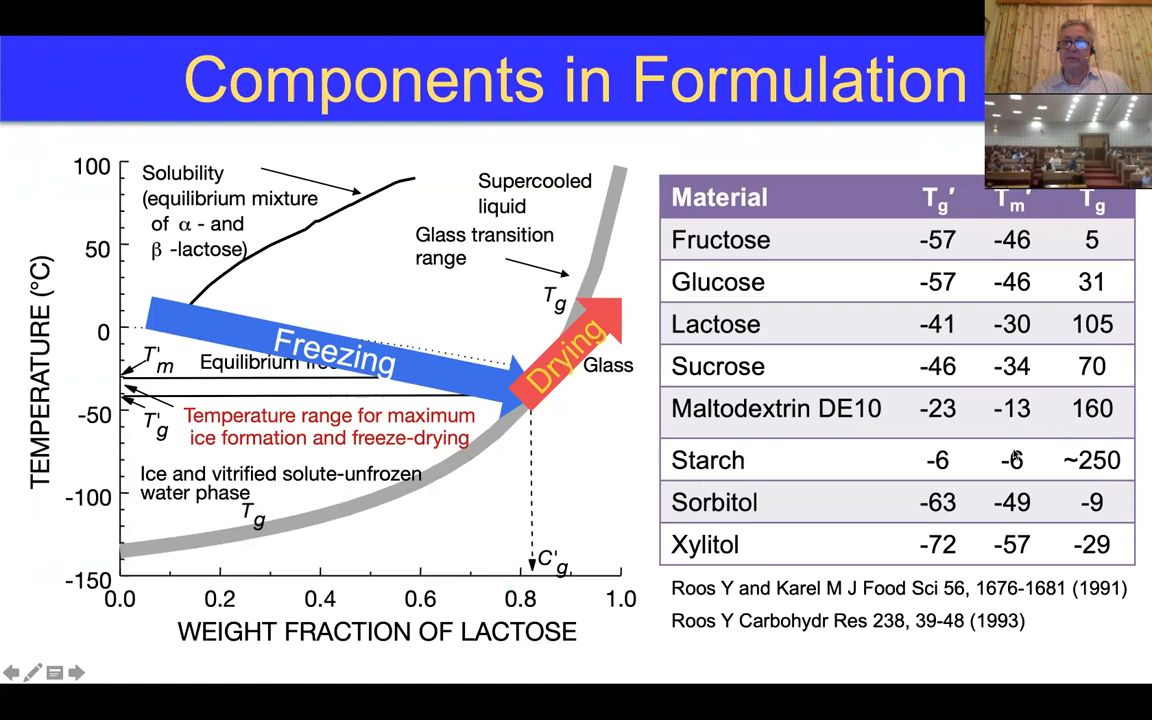 Components in Formulation
100
50
0
-50
-100
-150
TEMPERATURE (°C)
0.0 0.2 0.4 0.6 0.8 1.0
WEIGHT FRACTION OF LACTOSE
Solubility
(equilibrium mixture
of α - and
β -lactose)
Supercooled
liquid
Glass transition
range
Tg
Freezing
Drying
Glass
T'm
Equilibrium
T'g
Temperature range for maximum
ice formation and freeze-drying
Ice and vitrified solute-unfrozen
water phase
Tg
C'g
Material Tg′ Tm′ Tg
Fructose -57 -46 5
Glucose -57 -46 31
Lactose -41 -30 105
Sucrose -46 -34 70
Maltodextrin DE10 -23 -13 160
Starch -6 -6 ~250
Sorbitol -63 -49 -9
Xylitol -72 -57 -29
Roos Y and Karel M J Food Sci 56, 1676-1681 (1991)
Roos Y Carbohydr Res 238, 39-48 (1993)